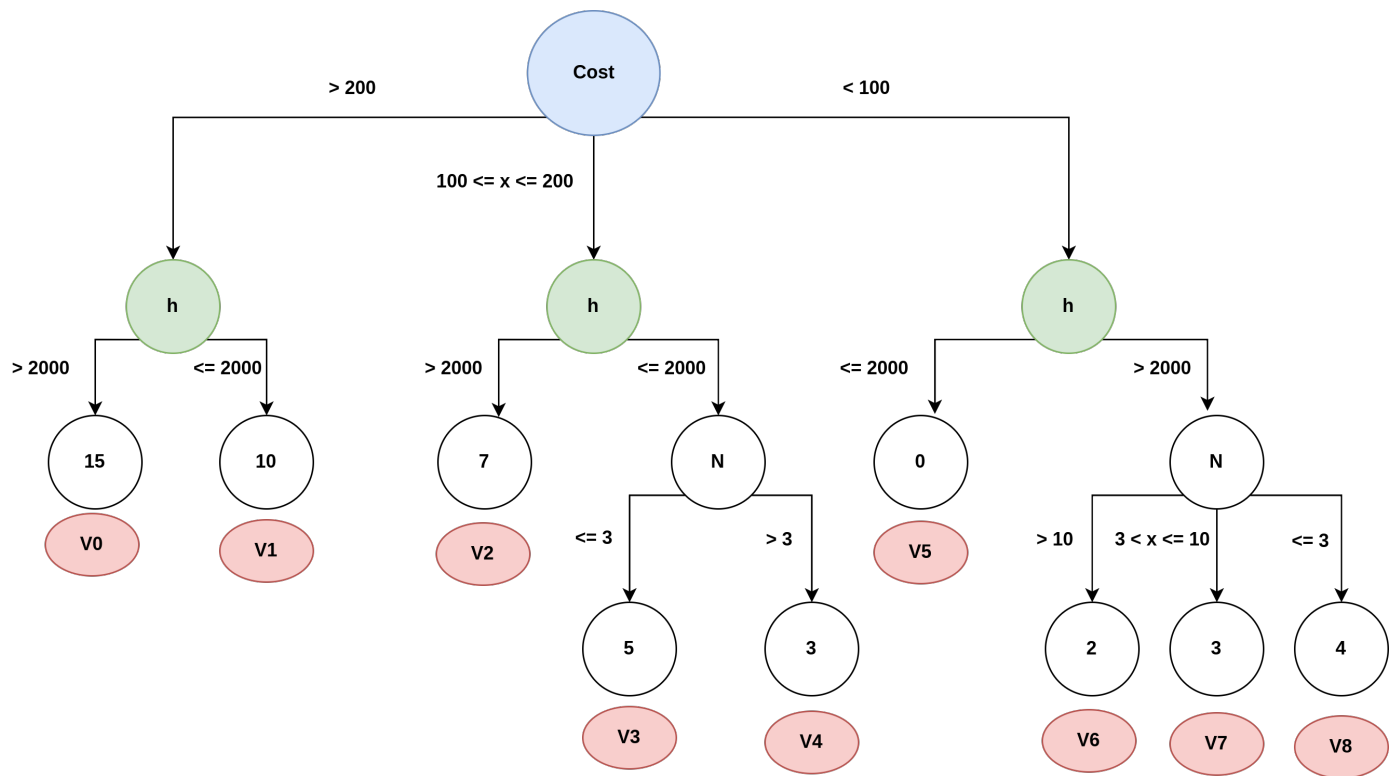 Cost
> 200
< 100
100 <= x <= 200
h
h
h
> 2000
<= 2000
> 2000
<= 2000
<= 2000
> 2000
15
10
7
N
0
N
<= 3
> 3
> 10
3 < x <= 10
<= 3
V0
V1
V2
V5
5
3
2
3
4
V3
V4
V6
V7
V8